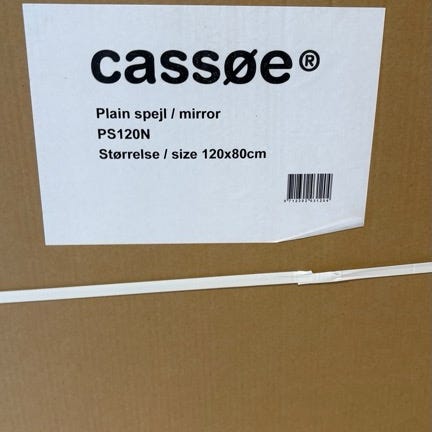 cassøe®
Plain spejl / mirror
PS120N
Størrelse / size 120x80cm